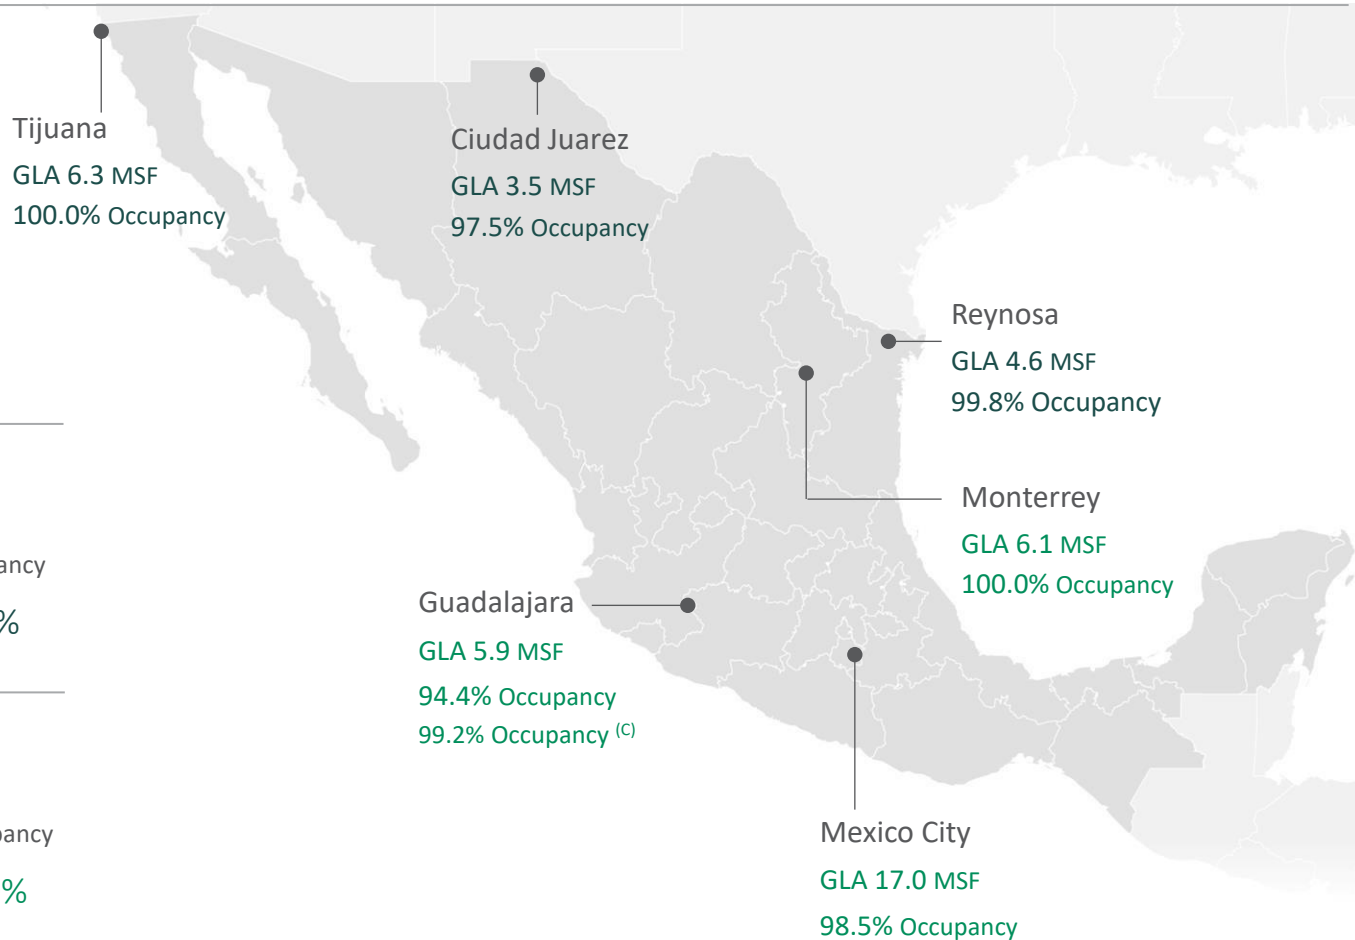 Tijuana
GLA 6.3 MSF
100.0% Occupancy
Ciudad Juarez
GLA 3.5 MSF
97.5% Occupancy
Reynosa
GLA 4.6 MSF
99.8% Occupancy
Monterrey
GLA 6.1 MSF
100.0% Occupancy
ancy
%
Guadalajara
GLA 5.9 MSF
94.4% Occupancy
99.2% Occupancy (C)
Mexico City
GLA 17.0 MSF
98.5% Occupancy
pancy
%